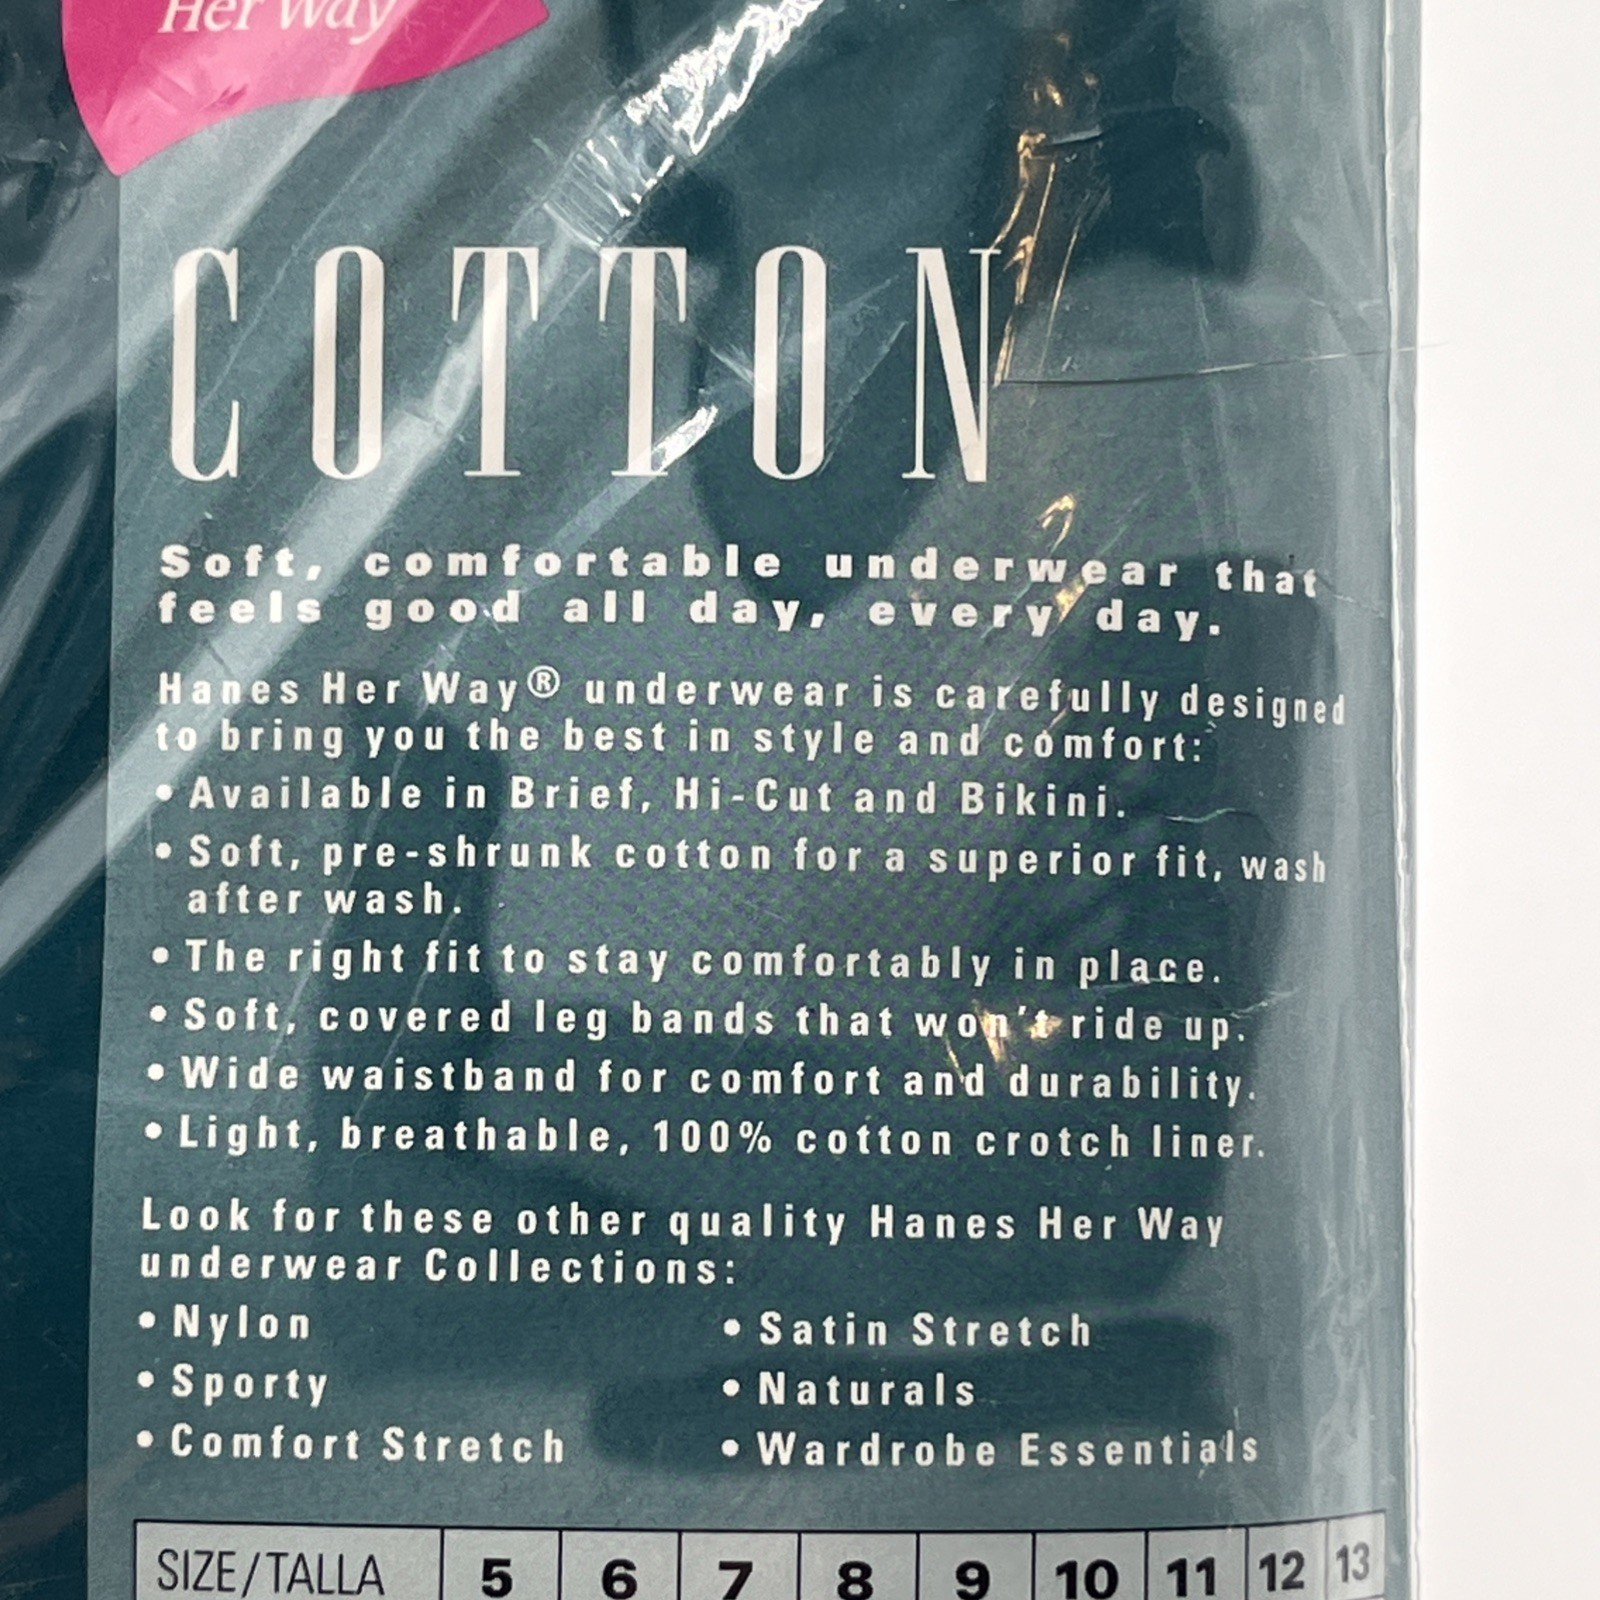 Her Way
COTTON
Soft, comfortable underwear that
feels good all day, every day.
Hanes Her Way® underwear is carefully designed
to bring you the best in style and comfort:
• Available in Brief, Hi-Cut and Bikini.
• Soft, pre-shrunk cotton for a superior fit, wash
after wash.
• The right fit to stay comfortably in place.
• Soft, covered leg bands that won't ride up.
• Wide waistband for comfort and durability.
• Light, breathable, 100% cotton crotch liner.
Look for these other quality Hanes Her Way
underwear Collections:
• Nylon • Satin Stretch
• Sporty • Naturals
• Comfort Stretch • Wardrobe Essentials
SIZE/TALLA 5 6 7 8 9 10 11 12 13